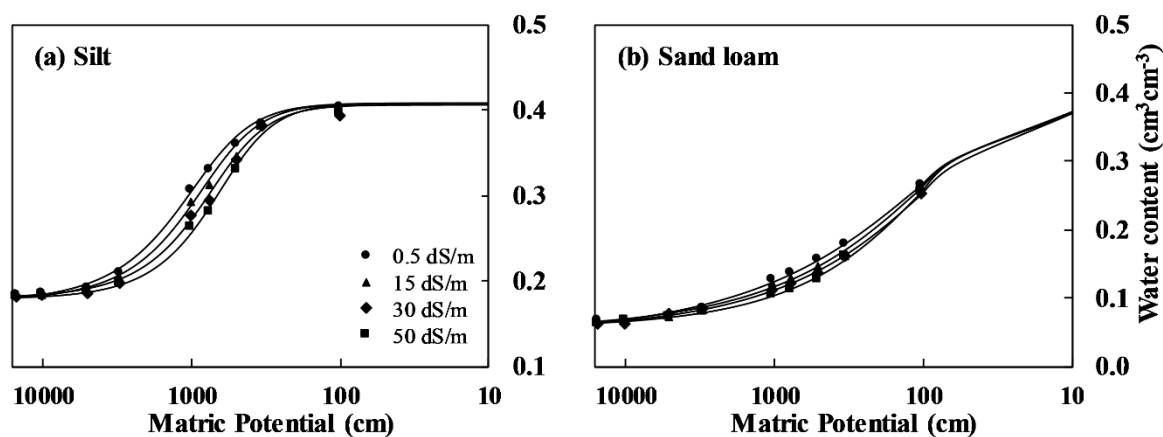 (a) Silt
0.5
0.4
0.3
0.2
0.1
0.5 dS/m
15 dS/m
30 dS/m
50 dS/m
10000 1000 100 10
Matric Potential (cm)
(b) Sand loam
0.5
0.4
0.3
0.2
0.1
0.0
Water content (cm³cm⁻³)
10000 1000 100 10
Matric Potential (cm)